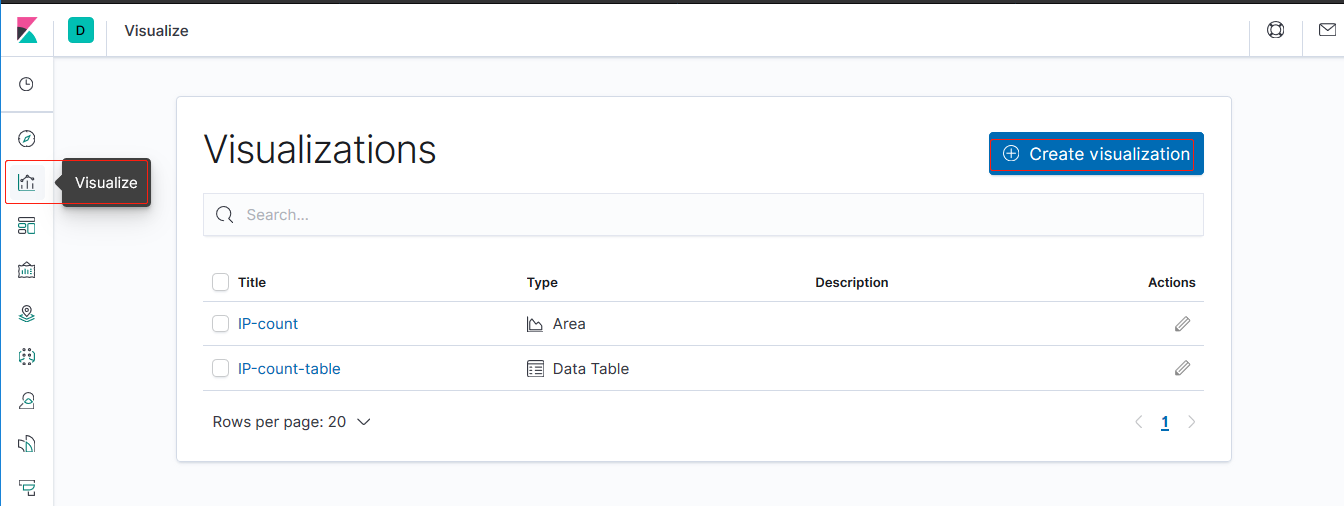 D Visualize
Visualize
Visualizations
Create visualization
Search...
Title Type Description Actions
IP-count Area
IP-count-table Data Table
Rows per page: 20
1